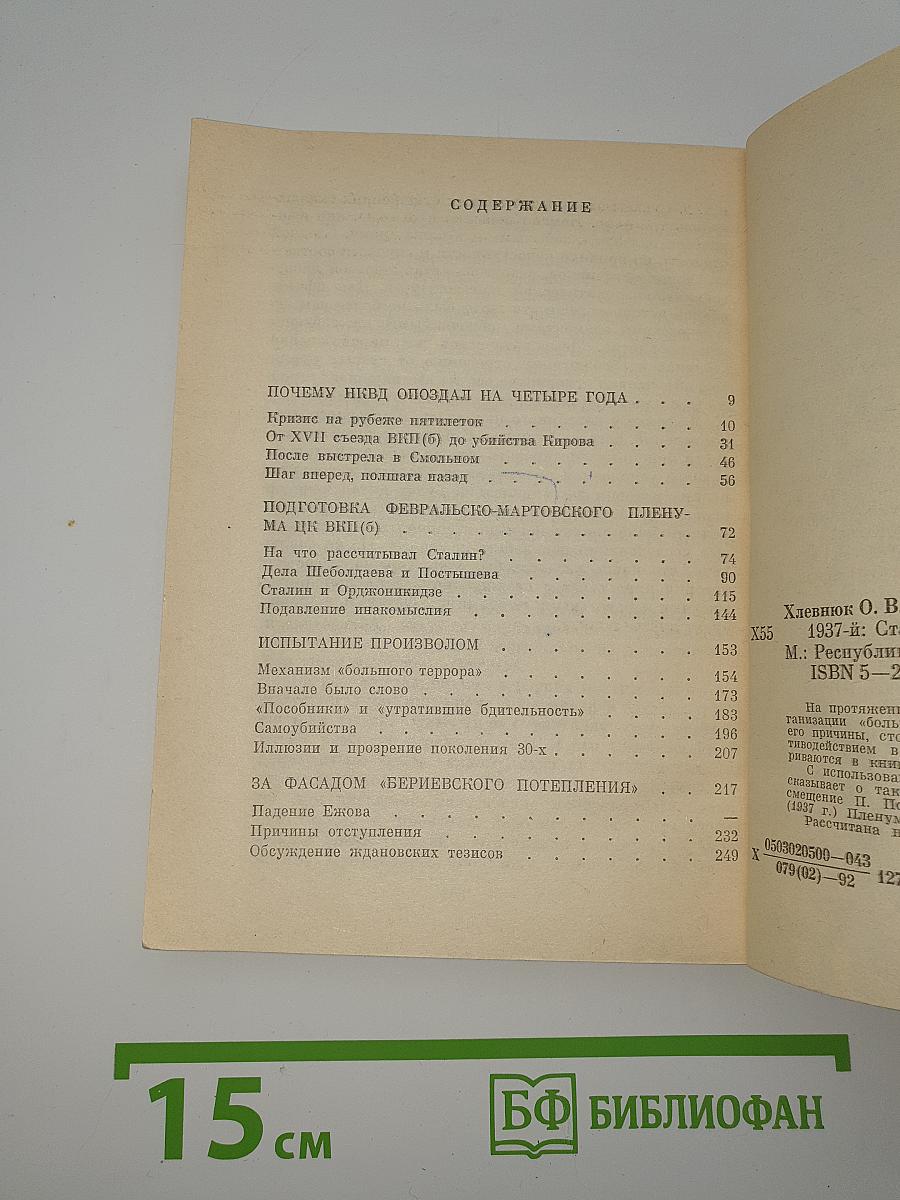 СОДЕРЖАНИЕ
ПОЧЕМУ НКВД ОПОЗДАЛ НА ЧЕТЫРЕ ГОДА . . . 9
Кризис на рубеже пятилеток . . . . . . . . 10
От XVII съезда ВКП(б) до убийства Кирова . . . . 31
После выстрела в Смольном . . . . . . . . 46
Шаг вперед, полшага назад . . . . . . . . . 56
ПОДГОТОВКА ФЕВРАЛЬСКО-МАРТОВСКОГО ПЛЕНУ-
МА ЦК ВКП(б) . . . . . . . . . . . . . 72
На что рассчитывал Сталин? . . . . . . . . 74
Дела Шеболдаева и Постышева . . . . . . . 90
Сталин и Орджоникидзе . . . . . . . . . . 115
Подавление инакомыслия . . . . . . . . . 144
ИСПЫТАНИЕ ПРОИЗВОЛОМ . . . . . . . . 153
Механизм «большого террора» . . . . . . . . 154
Вначале было слово . . . . . . . . . . . 173
«Пособники» и «утратившие бдительность» . . . . . 183
Самоубийства . . . . . . . . . . . . . 196
Иллюзии и прозрение поколения 30-х . . . . . . 207
ЗА ФАСАДОМ «БЕРИЕВСКОГО ПОТЕПЛЕНИЯ» . . 217
Падение Ежова . . . . . . . . . . . . . —
Причины отступления . . . . . . . . . . . 232
Обсуждение ждановских тезисов . . . . . . . 249
Хлевнюк О. В
Х55 1937-й: Ста
М.: Республи
ISBN 5—2
На протяжен
ганизации «боль
его причины, сто
тиводействием в
риваются в книг
С использова
сказывает о так
смещение П. По
(1937 г.) Пленум
Рассчитана н
Х 0503020500—043
079(02)—92 127
15 см
БФ БИБЛИОФАН